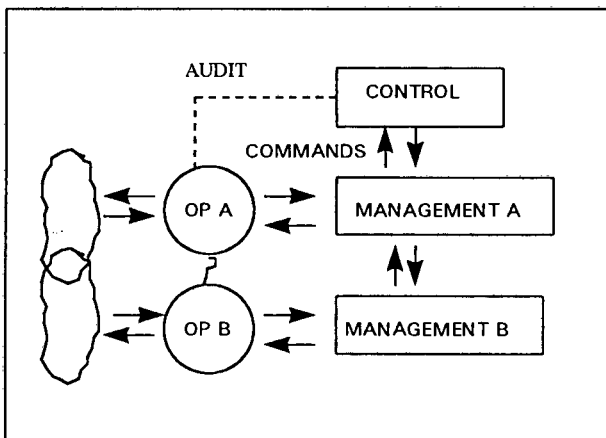 AUDIT
CONTROL
COMMANDS
OP A
MANAGEMENT A
OP B
MANAGEMENT B